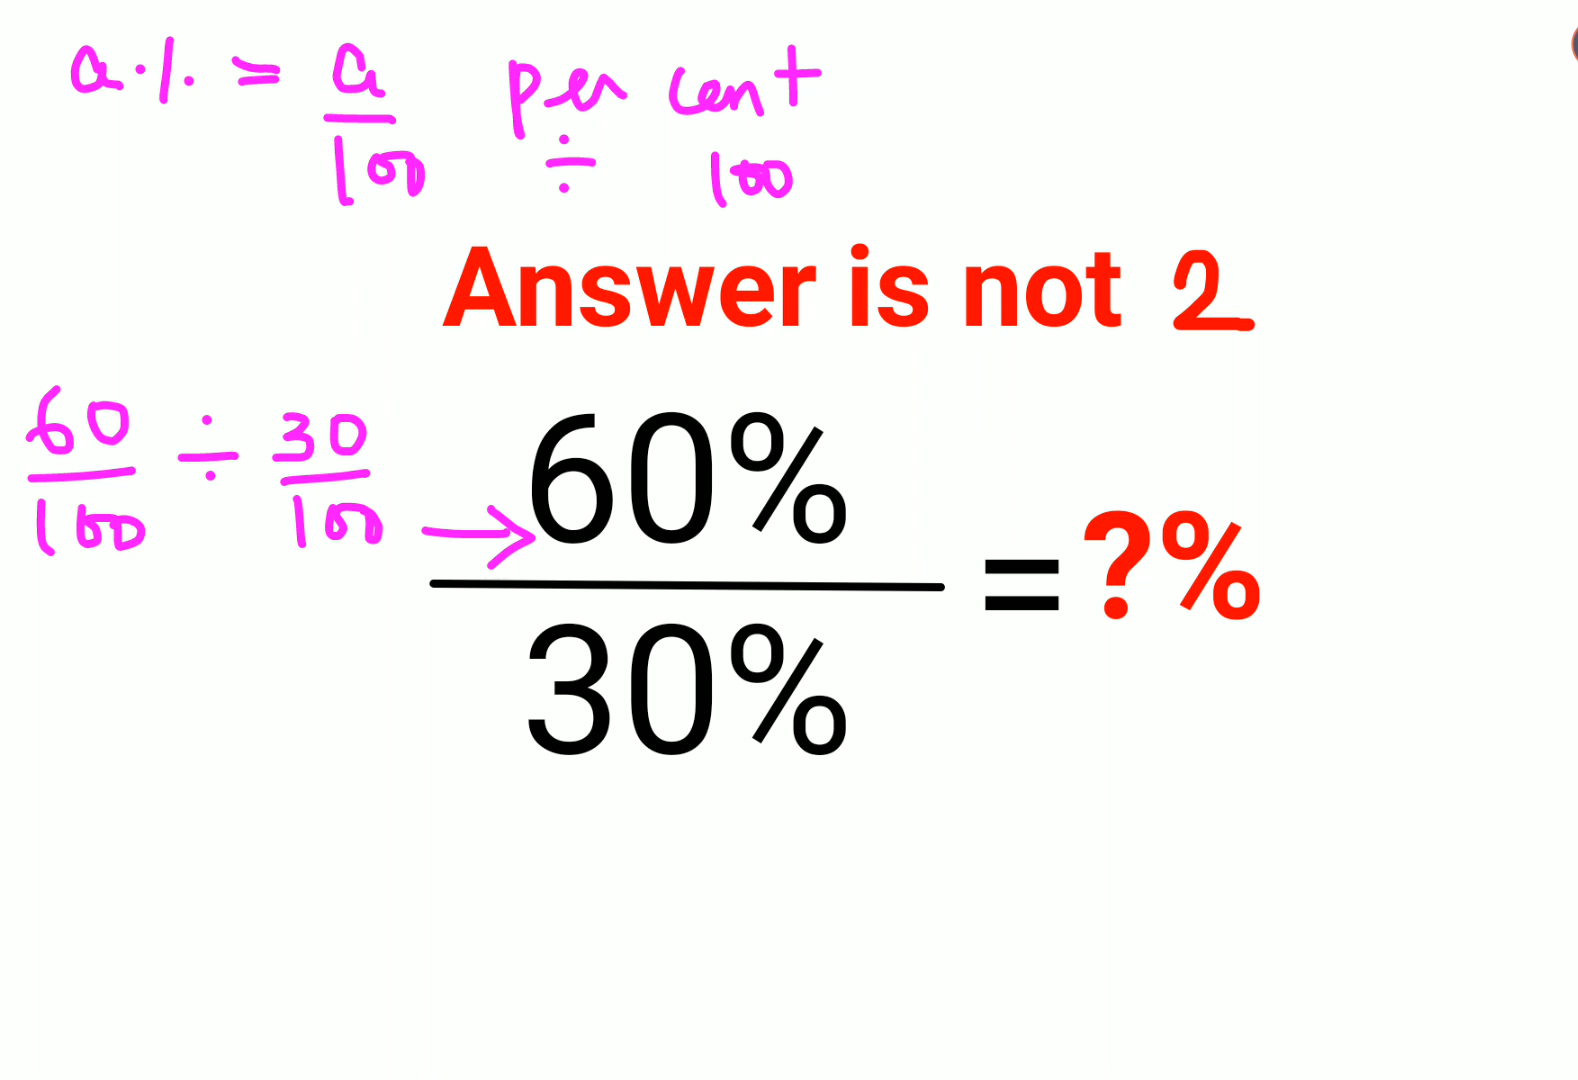 a% = a/100 per cent
÷ 100
Answer is not 2
60/100 ÷ 30/100 → 60%/30% = ?%